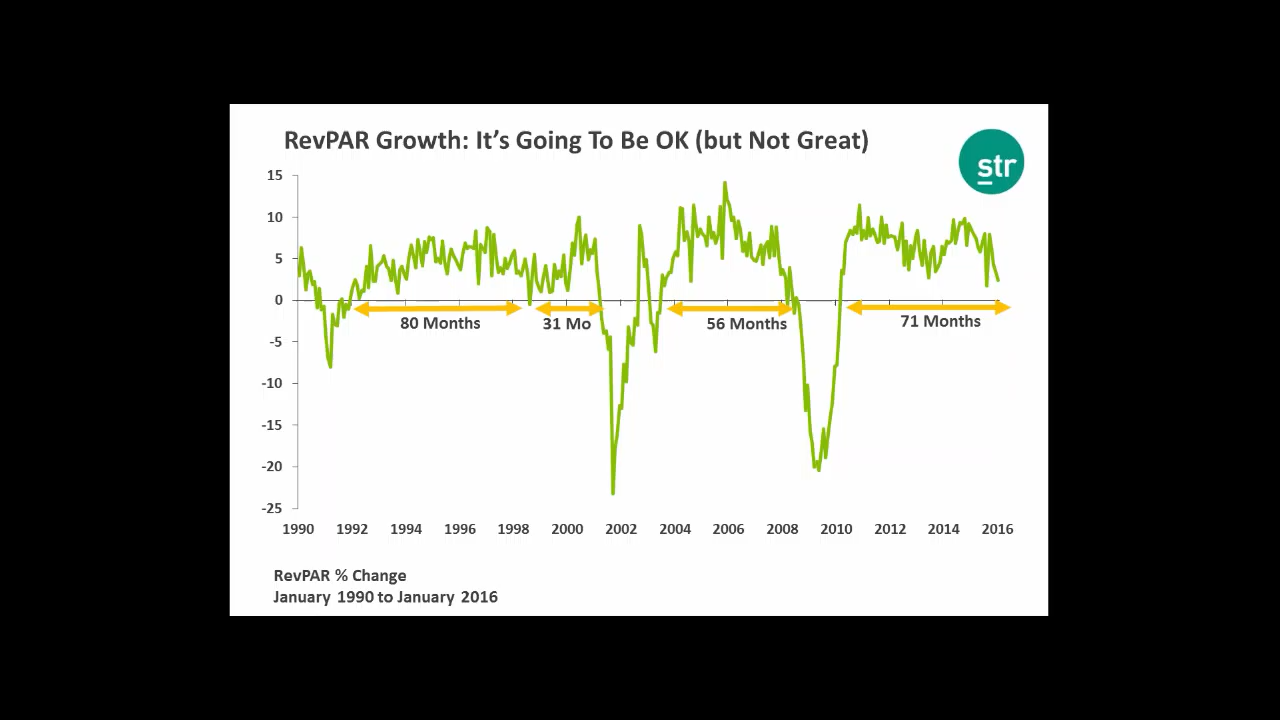 RevPAR Growth: It's Going To Be OK (but Not Great)
str
15
10
5
0
-5
-10
-15
-20
-25
80 Months
31 Mo
56 Months
71 Months
1990 1992 1994 1996 1998 2000 2002 2004 2006 2008 2010 2012 2014 2016
RevPAR % Change
January 1990 to January 2016